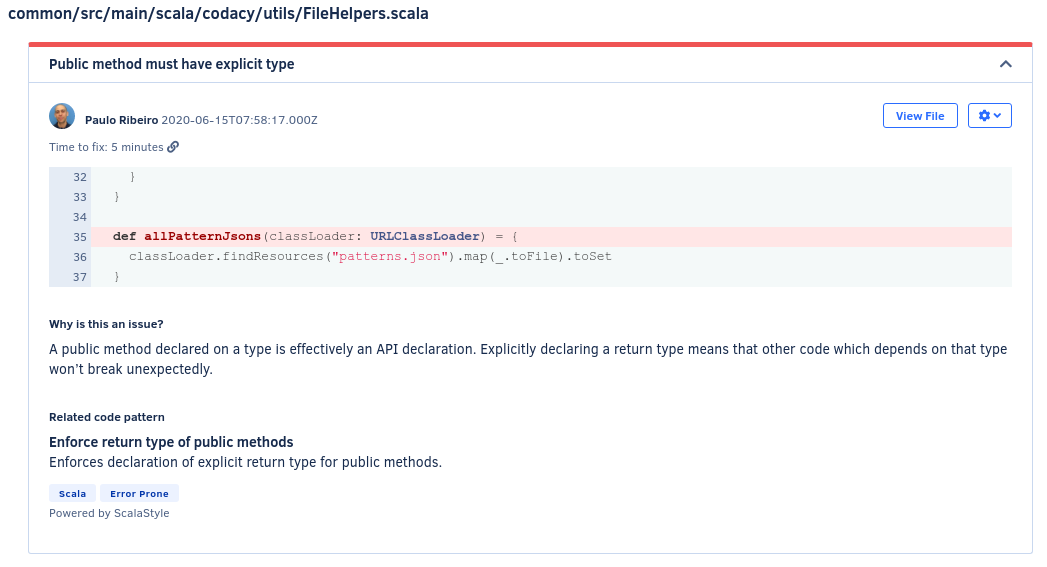 common/src/main/scala/codacy/utils/FileHelpers.scala
Public method must have explicit type
Paulo Ribeiro 2020-06-15T07:58:17.000Z
View File
Time to fix: 5 minutes
32 }
33 }
34
35 def allPatternJsons(classLoader: URLClassLoader) = {
36 classLoader.findResources("patterns.json").map(_.toFile).toSet
37 }
Why is this an issue?
A public method declared on a type is effectively an API declaration. Explicitly declaring a return type means that other code which depends on that type
won't break unexpectedly.
Related code pattern
Enforce return type of public methods
Enforces declaration of explicit return type for public methods.
Scala Error Prone
Powered by ScalaStyle